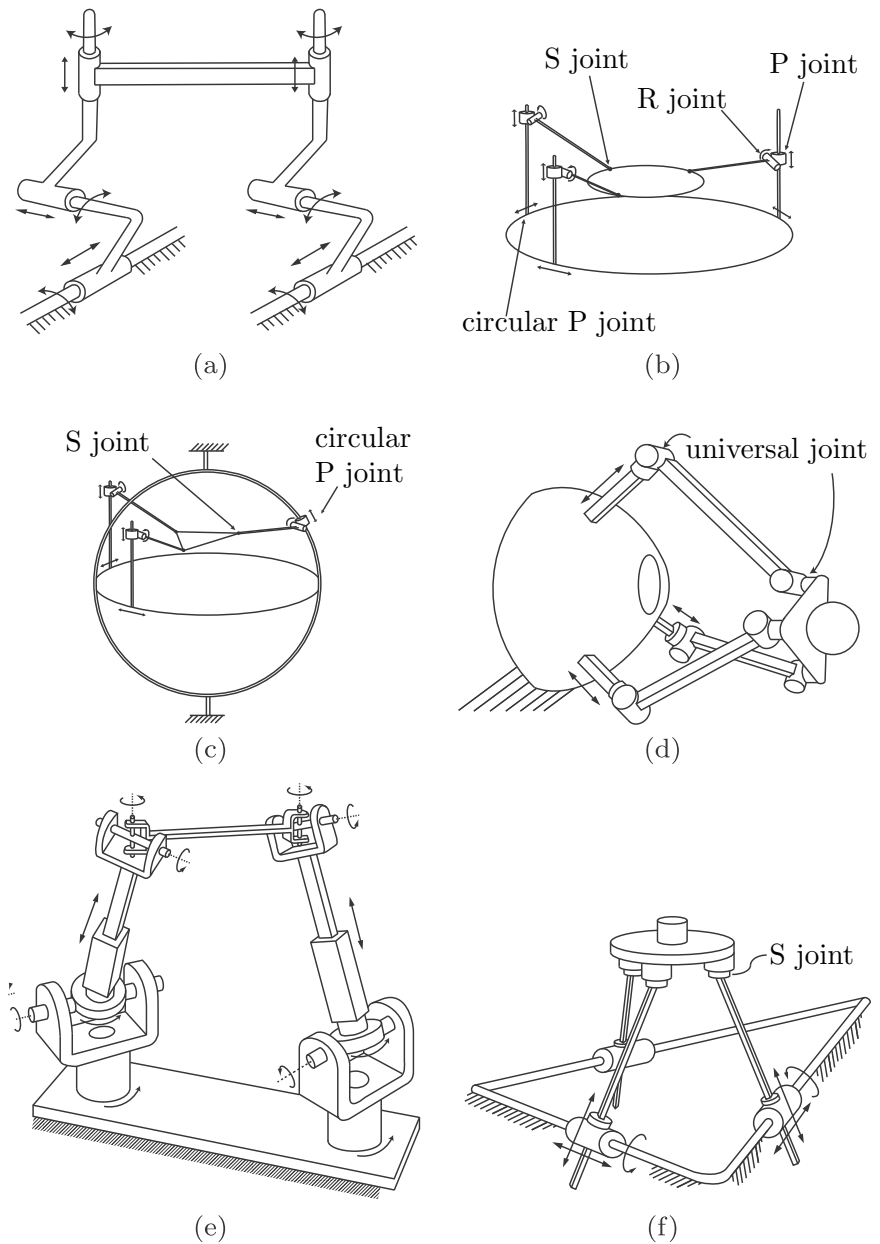 S joint
P joint
R joint
circular P joint
(a)
(b)
S joint
circular
P joint
universal joint
(c)
(d)
S joint
(e)
(f)